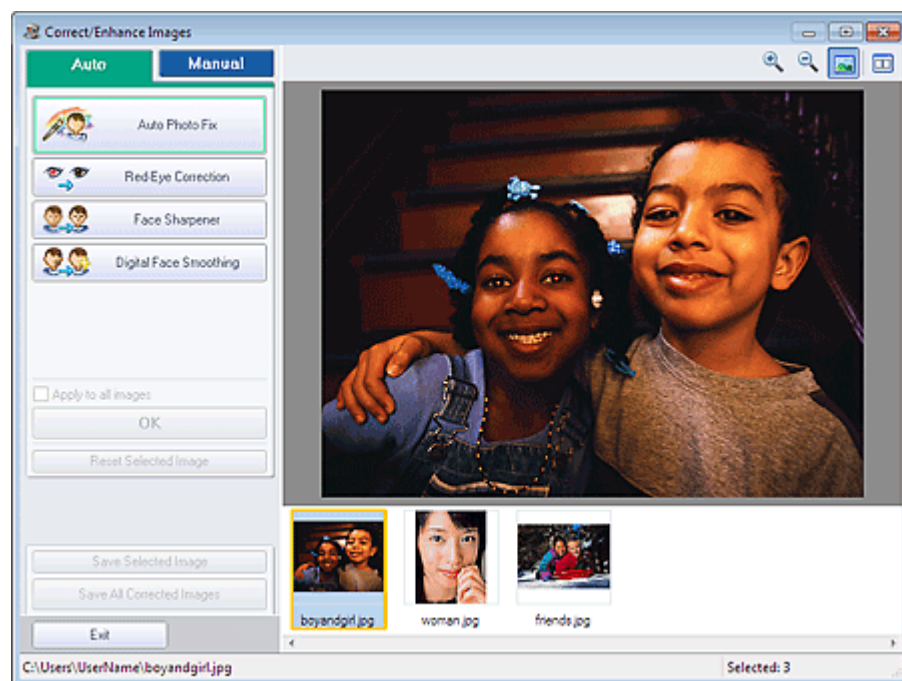 Correct/Enhance Images
Auto
Manual
Auto Photo Fix
Red-Eye Correction
Face Sharpener
Digital Face Smoothing
Apply to all images
OK
Reset Selected Image
Save Selected Image
Save All Corrected Images
Exit
boyandgirl.jpg
woman.jpg
friends.jpg
C:\Users\UserName\boyandgirl.jpg
Selected: 3